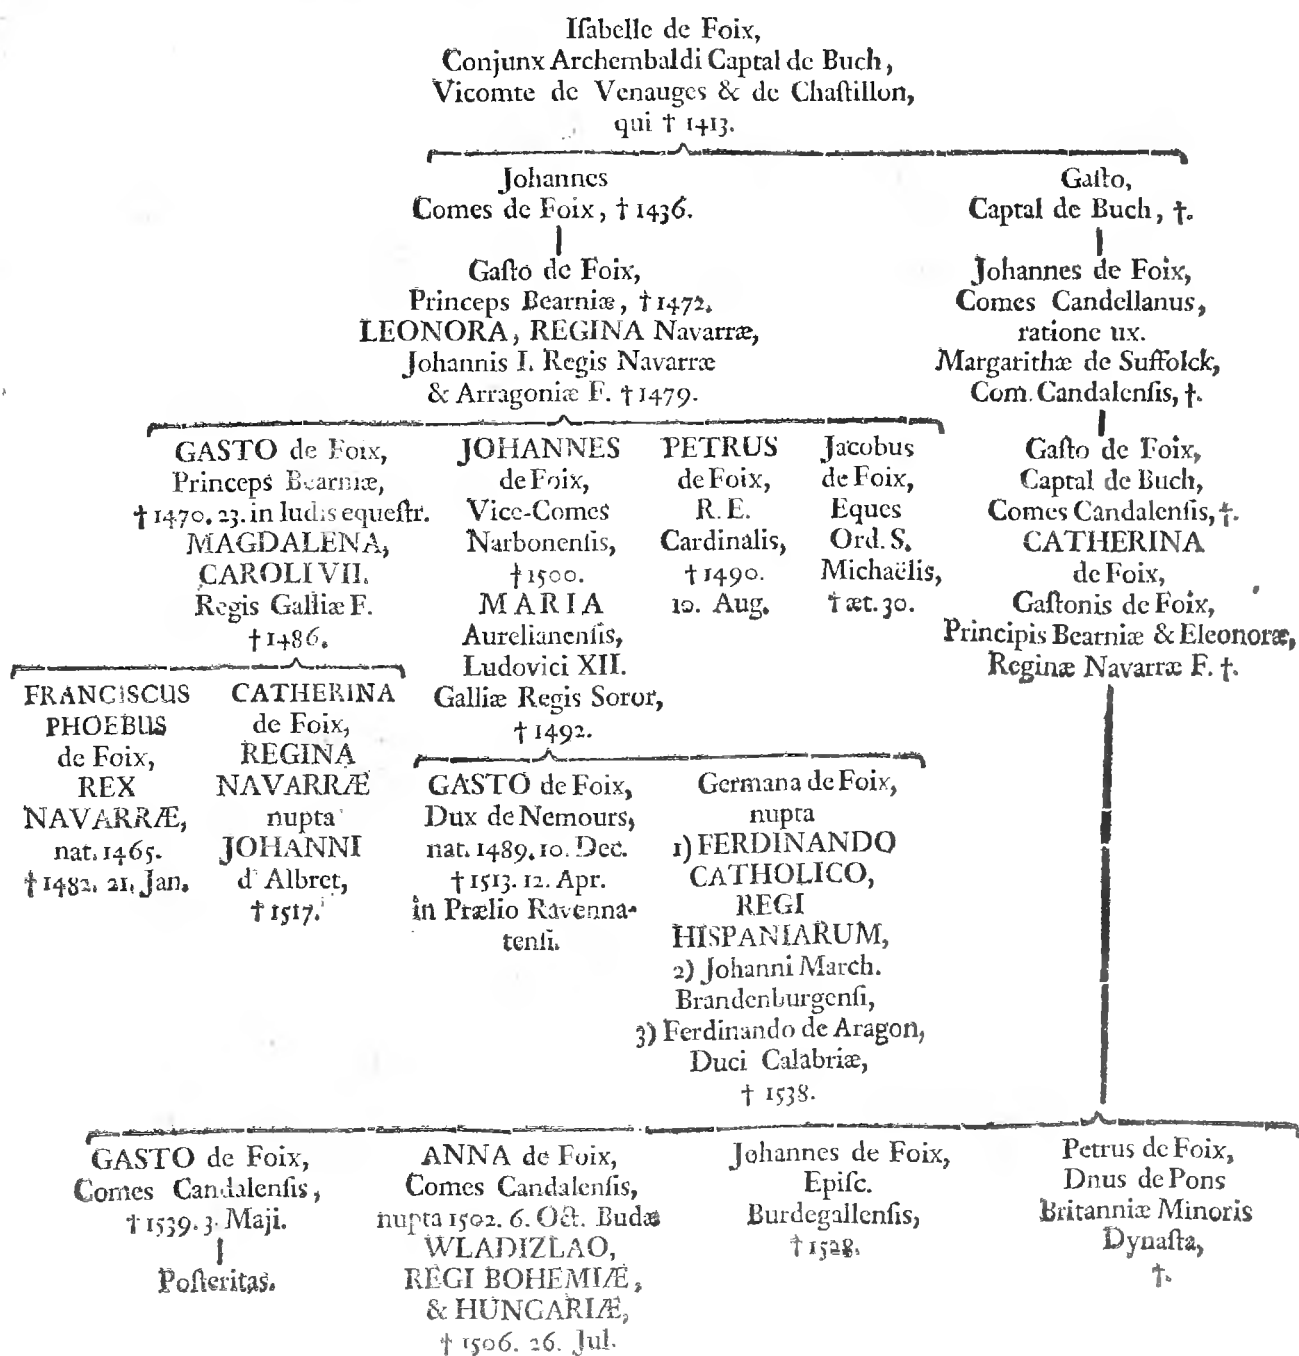 Iſabelle de Foix,
Conjunx Archembaldi Captal de Buch,
Vicomte de Venauges & de Chaſtillon,
qui † 1413.
Johannes
Comes de Foix, † 1436.
Gaſto de Foix,
Princeps Bearniæ, † 1472.
LEONORA, REGINA Navarræ,
Johannis I. Regis Navarræ
& Arragoniæ F. † 1479.
Gaſto,
Captal de Buch, †.
Johannes de Foix,
Comes Candellanus,
ratione ux.
Margarithæ de Suffolck,
Com. Candalenſis, †.
GASTO de Foix,
Princeps Bearniæ,
† 1470. 23. in ludis equeſtr.
MAGDALENA,
CAROLI VII.
Regis Galliæ F.
† 1486.
JOHANNES
de Foix,
Vice-Comes
Narbonenſis,
† 1500.
MARIA
Aurelianenſis,
Ludovici XII.
Galliæ Regis Soror,
† 1492.
PETRUS
de Foix,
R. E.
Cardinalis,
† 1490.
10. Aug.
Jacobus
de Foix,
Eques
Ord. S.
Michaëlis,
† æt. 30.
Gaſto de Foix,
Captal de Buch,
Comes Candalenſis, †.
CATHERINA
de Foix,
Gaſtonis de Foix,
Principis Bearniæ & Eleonoræ,
Reginæ Navarræ F. †.
FRANCISCUS
PHOEBUS
de Foix,
REX
NAVARRÆ,
nat. 1465.
† 1482. 21. Jan.
CATHERINA
de Foix,
REGINA
NAVARRÆ
nupta
JOHANNI
d' Albret,
† 1517.
GASTO de Foix,
Dux de Nemours,
nat. 1489. 10. Dec.
† 1513. 12. Apr.
in Prælio Ravenna-
tenſi.
Germana de Foix,
nupta
1) FERDINANDO
CATHOLICO,
REGI
HISPANIARUM,
2) Johanni March.
Brandenburgenſi,
3) Ferdinando de Aragon,
Duci Calabriæ,
† 1538.
GASTO de Foix,
Comes Candalenſis,
† 1539. 3. Maji.
Poſteritas.
ANNA de Foix,
Comes Candalenſis,
nupta 1502. 6. Oct. Budæ
WLADIZLAO,
REGI BOHEMIÆ,
& HUNGARIÆ,
† 1506. 26. Jul.
Johannes de Foix,
Epiſc.
Burdegallenſis,
† 1528.
Petrus de Foix,
Dnus de Pons
Britanniæ Minoris
Dynaſta,
†.